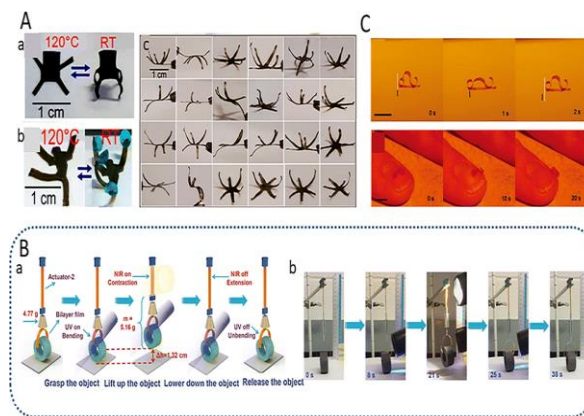 A
a
120°C
RT
1 cm
b
120°C
RT
1 cm
c
1 cm
C
0 s
1 s
2 s
0 s
10 s
20 s
B
a
Actuator-2
4.77 g
Bilayer film
UV on
Bending
NIR on
Contraction
m =
5.16 g
Δh=1.32 cm
NIR off
Extension
UV off
Unbending
Grasp the object
Lift up the object
Lower down the object
Release the object
b
0 s
8 s
21 s
25 s
38 s